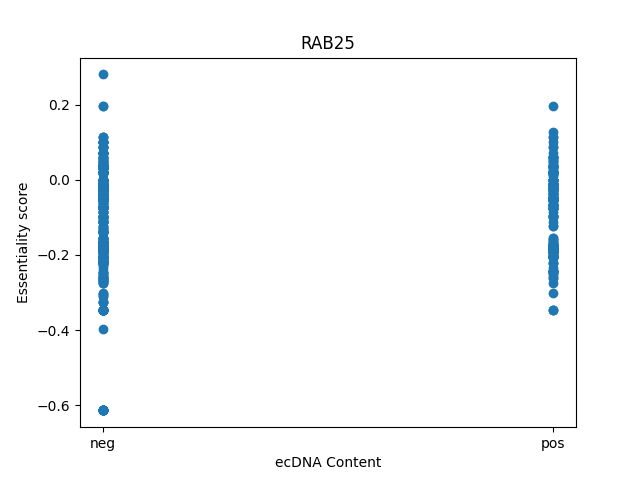 RAB25
Essentiality score
0.2
0.0
−0.2
−0.4
−0.6
neg
pos
ecDNA Content